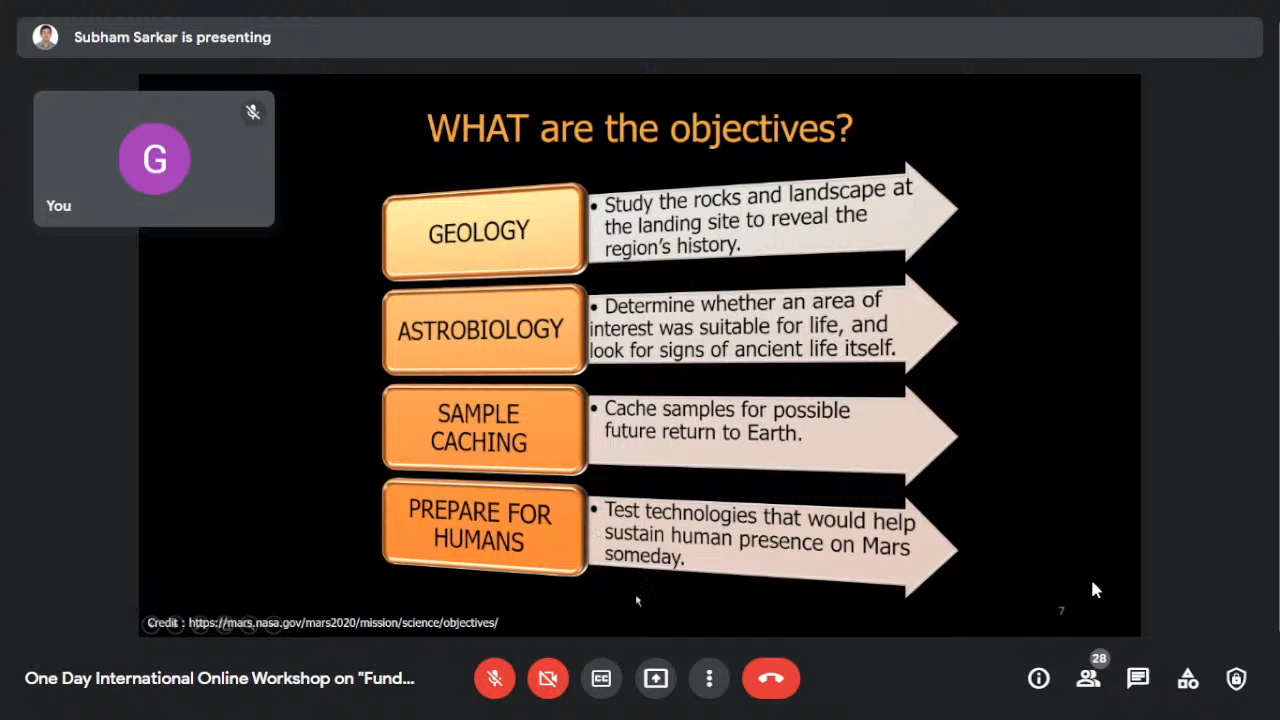 Subham Sarkar is presenting
G
You
WHAT are the objectives?
GEOLOGY
• Study the rocks and landscape at
the landing site to reveal the
region's history.
ASTROBIOLOGY
• Determine whether an area of
interest was suitable for life, and
look for signs of ancient life itself.
SAMPLE
CACHING
• Cache samples for possible
future return to Earth.
PREPARE FOR
HUMANS
• Test technologies that would help
sustain human presence on Mars
someday.
Credit : https://mars.nasa.gov/mars2020/mission/science/objectives/
7
One Day International Online Workshop on "Fund...
CC
28